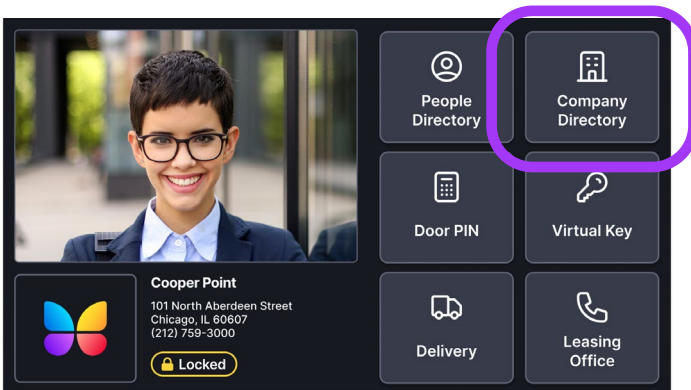 People
Directory
Company
Directory
Door PIN
Virtual Key
Cooper Point
101 North Aberdeen Street
Chicago, IL 60607
(212) 759-3000
Locked
Delivery
Leasing
Office